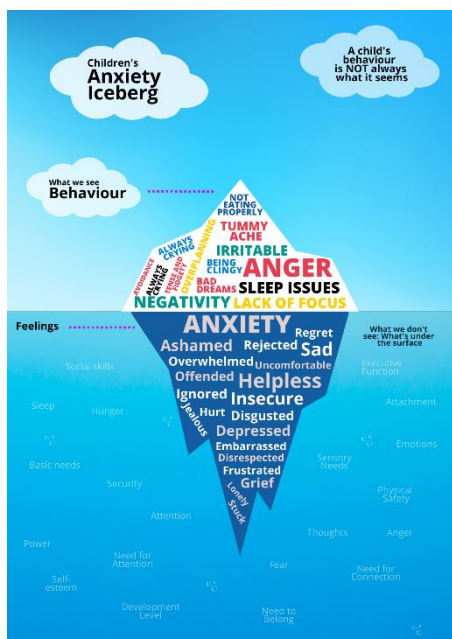 Children's
Anxiety
Iceberg
A child's
behaviour
is NOT always
what it seems
What we see
Behaviour
NOT
EATING
PROPERLY
TUMMY
ACHE
ALWAYS
CRYING
OVERPLANNING
IRRITABLE
AVOIDANCE
ALWAYS
CRYING
TENSE AND
FIDGETY
BEING
CLINGY
ANGER
BAD
DREAMS
SLEEP ISSUES
NEGATIVITY
LACK OF FOCUS
Feelings
ANXIETY
Regret
What we don't
see: What's under
the surface
Ashamed
Rejected
Sad
Overwhelmed
Uncomfortable
Offended
Helpless
Ignored
Insecure
Jealous
Hurt
Disgusted
Depressed
Embarrassed
Disrespected
Frustrated
Grief
Lonely
Stuck
Social skills
Executive
Function
Sleep
Hunger
Attachment
Emotions
Basic needs
Sensory
Needs
Security
Physical
Safety
Attention
Power
Thoughts
Anger
Need for
Attention
Fear
Need for
Connection
Self-
esteem
Development
Level
Need to
Belong